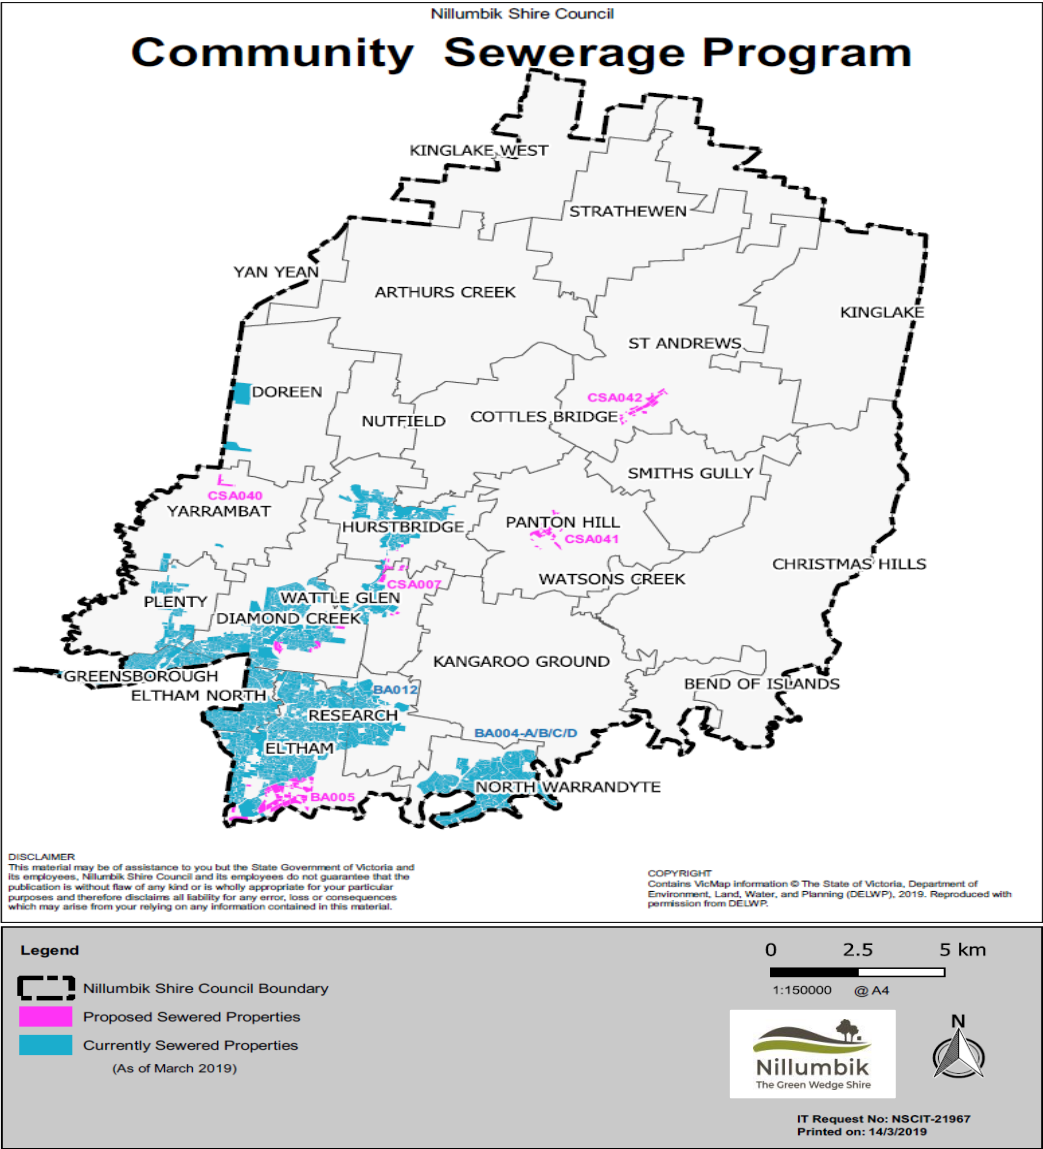 Nillumbik Shire Council
Community Sewerage Program
KINGLAKE WEST
STRATHEWEN
YAN YEAN
ARTHURS CREEK
KINGLAKE
ST ANDREWS
DOREEN
CSA042
NUTFIELD
COTTLES BRIDGE
SMITHS GULLY
CSA040
YARRAMBAT
HURSTBRIDGE
PANTON HILL
CSA041
CHRISTMAS HILLS
WATSONS CREEK
CSA007
WATTLE GLEN
PLENTY
DIAMOND CREEK
KANGAROO GROUND
GREENSBOROUGH
BEND OF ISLANDS
ELTHAM NORTH
BA012
RESEARCH
BA004-A/B/C/D
ELTHAM
NORTH WARRANDYTE
BA005
DISCLAIMER
This material may be of assistance to you but the State Government of Victoria and
its employees, Nillumbik Shire Council and its employees do not guarantee that the
publication is without flaw of any kind or is wholly appropriate for your particular
purposes and therefore disclaims all liability for any error, loss or consequences
which may arise from your relying on any information contained in this material.
COPYRIGHT
Contains VicMap information © The State of Victoria, Department of
Environment, Land, Water, and Planning (DELWP), 2019. Reproduced with
permission from DELWP.
Legend
Nillumbik Shire Council Boundary
Proposed Sewered Properties
Currently Sewered Properties
(As of March 2019)
0 2.5 5 km
1:150000 @ A4
N
Nillumbik
The Green Wedge Shire
IT Request No: NSCIT-21967
Printed on: 14/3/2019